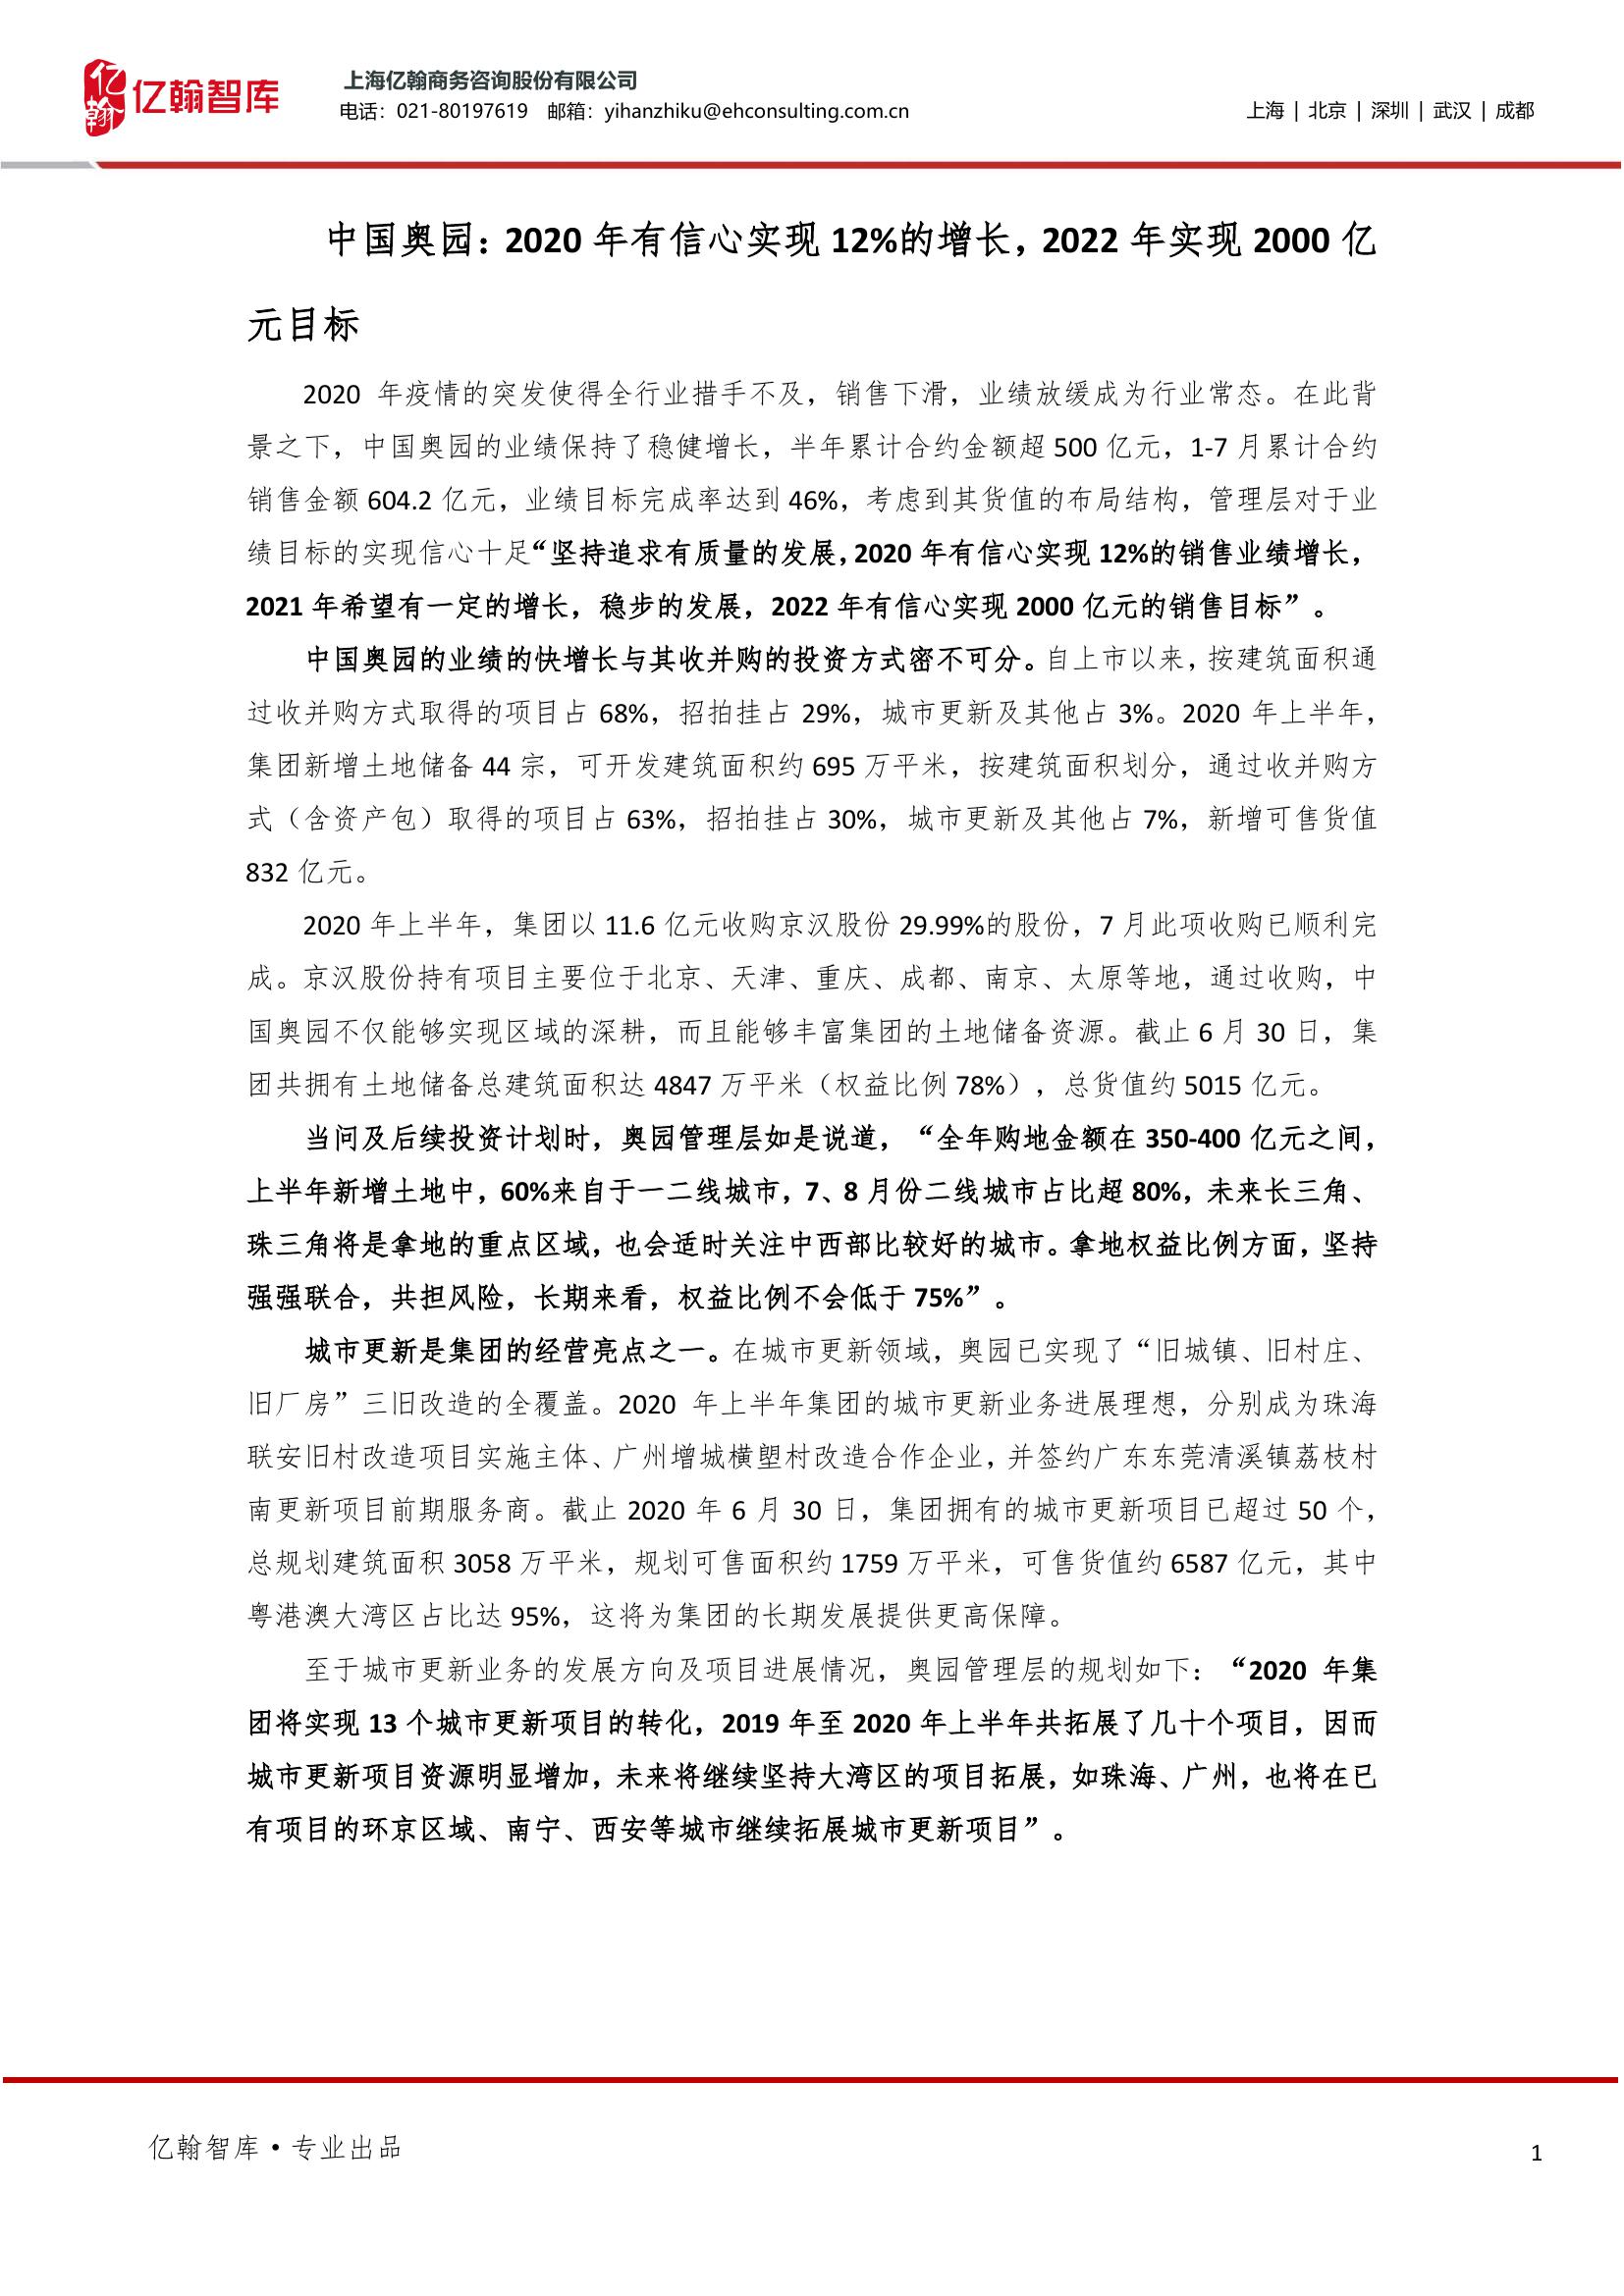 亿翰
亿翰智库
上海亿翰商务咨询股份有限公司
电话：021-80197619 邮箱：yihanzhiku@ehconsulting.com.cn
上海 | 北京 | 深圳 | 武汉 | 成都
中国奥园：2020 年有信心实现 12%的增长，2022 年实现 2000 亿
元目标
2020 年疫情的突发使得全行业措手不及，销售下滑，业绩放缓成为行业常态。在此背
景之下，中国奥园的业绩保持了稳健增长，半年累计合约金额超 500 亿元，1-7 月累计合约
销售金额 604.2 亿元，业绩目标完成率达到 46%，考虑到其货值的布局结构，管理层对于业
绩目标的实现信心十足“坚持追求有质量的发展，2020 年有信心实现 12%的销售业绩增长，
2021 年希望有一定的增长，稳步的发展，2022 年有信心实现 2000 亿元的销售目标”。
中国奥园的业绩的快增长与其收并购的投资方式密不可分。自上市以来，按建筑面积通
过收并购方式取得的项目占 68%，招拍挂占 29%，城市更新及其他占 3%。2020 年上半年，
集团新增土地储备 44 宗，可开发建筑面积约 695 万平米，按建筑面积划分，通过收并购方
式（含资产包）取得的项目占 63%，招拍挂占 30%，城市更新及其他占 7%，新增可售货值
832 亿元。
2020 年上半年，集团以 11.6 亿元收购京汉股份 29.99%的股份，7 月此项收购已顺利完
成。京汉股份持有项目主要位于北京、天津、重庆、成都、南京、太原等地，通过收购，中
国奥园不仅能够实现区域的深耕，而且能够丰富集团的土地储备资源。截止 6 月 30 日，集
团共拥有土地储备总建筑面积达 4847 万平米（权益比例 78%），总货值约 5015 亿元。
当问及后续投资计划时，奥园管理层如是说道，“全年购地金额在 350-400 亿元之间，
上半年新增土地中，60%来自于一二线城市，7、8 月份二线城市占比超 80%，未来长三角、
珠三角将是拿地的重点区域，也会适时关注中西部比较好的城市。拿地权益比例方面，坚持
强强联合，共担风险，长期来看，权益比例不会低于 75%”。
城市更新是集团的经营亮点之一。在城市更新领域，奥园已实现了“旧城镇、旧村庄、
旧厂房”三旧改造的全覆盖。2020 年上半年集团的城市更新业务进展理想，分别成为珠海
联安旧村改造项目实施主体、广州增城横塱村改造合作企业，并签约广东东莞清溪镇荔枝村
南更新项目前期服务商。截止 2020 年 6 月 30 日，集团拥有的城市更新项目已超过 50 个，
总规划建筑面积 3058 万平米，规划可售面积约 1759 万平米，可售货值约 6587 亿元，其中
粤港澳大湾区占比达 95%，这将为集团的长期发展提供更高保障。
至于城市更新业务的发展方向及项目进展情况，奥园管理层的规划如下：“2020 年集
团将实现 13 个城市更新项目的转化，2019 年至 2020 年上半年共拓展了几十个项目，因而
城市更新项目资源明显增加，未来将继续坚持大湾区的项目拓展，如珠海、广州，也将在已
有项目的环京区域、南宁、西安等城市继续拓展城市更新项目”。
亿翰智库•专业出品
1